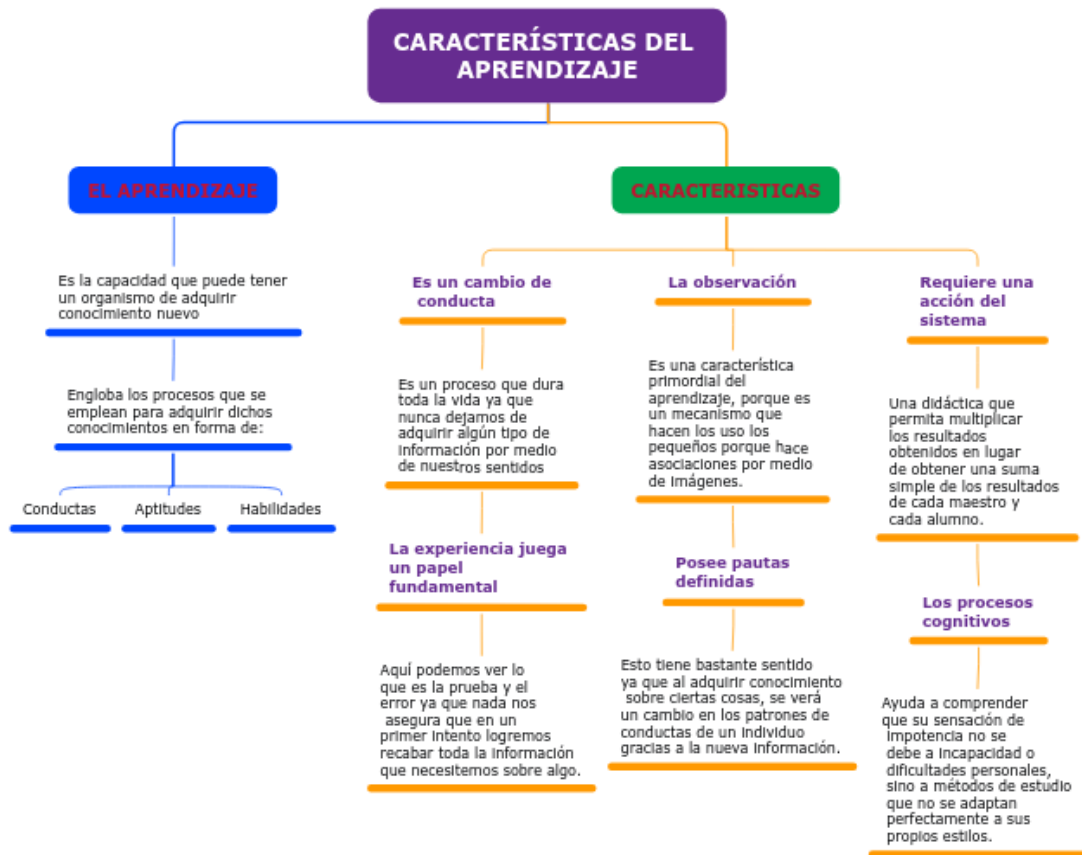 CARACTERÍSTICAS DEL
APRENDIZAJE
EL APRENDIZAJE
Es la capacidad que puede tener
un organismo de adquirir
conocimiento nuevo
Engloba los procesos que se
emplean para adquirir dichos
conocimientos en forma de:
Conductas
Aptitudes
Habilidades
CARACTERISTICAS
Es un cambio de
conducta
Es un proceso que dura
toda la vida ya que
nunca dejamos de
adquirir algún tipo de
información por medio
de nuestros sentidos
La experiencia juega
un papel
fundamental
Aquí podemos ver lo
que es la prueba y el
error ya que nada nos
asegura que en un
primer intento logremos
recabar toda la información
que necesitemos sobre algo.
La observación
Es una característica
primordial del
aprendizaje, porque es
un mecanismo que
hacen los uso los
pequeños porque hace
asociaciones por medio
de imágenes.
Posee pautas
definidas
Esto tiene bastante sentido
ya que al adquirir conocimiento
sobre ciertas cosas, se verá
un cambio en los patrones de
conductas de un individuo
gracias a la nueva información.
Requiere una
acción del
sistema
Una didáctica que
permita multiplicar
los resultados
obtenidos en lugar
de obtener una suma
simple de los resultados
de cada maestro y
cada alumno.
Los procesos
cognitivos
Ayuda a comprender
que su sensación de
impotencia no se
debe a incapacidad o
dificultades personales,
sino a métodos de estudio
que no se adaptan
perfectamente a sus
propios estilos.